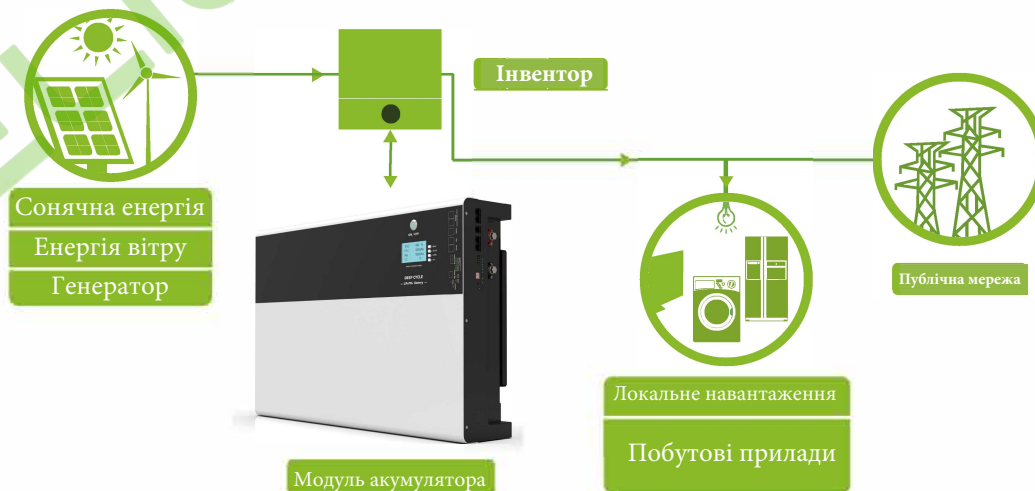 Інвентор
Сонячна енергія
Енергія вітру
Генератор
Публічна мережа
DEEP CYCLE
Локальне навантаження
Побутові прилади
Модуль акумулятора